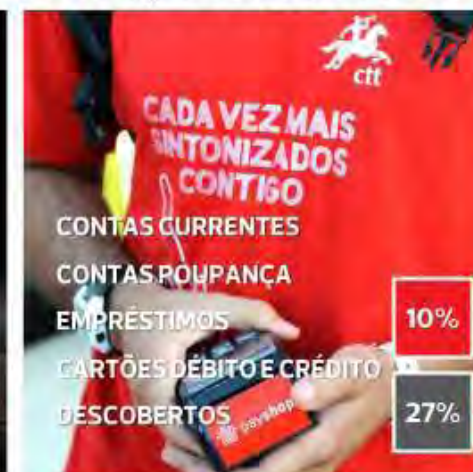 ctt
CADA VEZ MAIS
SINTONIZADOS
CONTIGO
CONTAS CURRENTES
CONTAS POUPANÇA
EMPRÉSTIMOS
10%
CARTÕES DÉBITO E CRÉDITO
DESCOBERTOS
27%
payshop